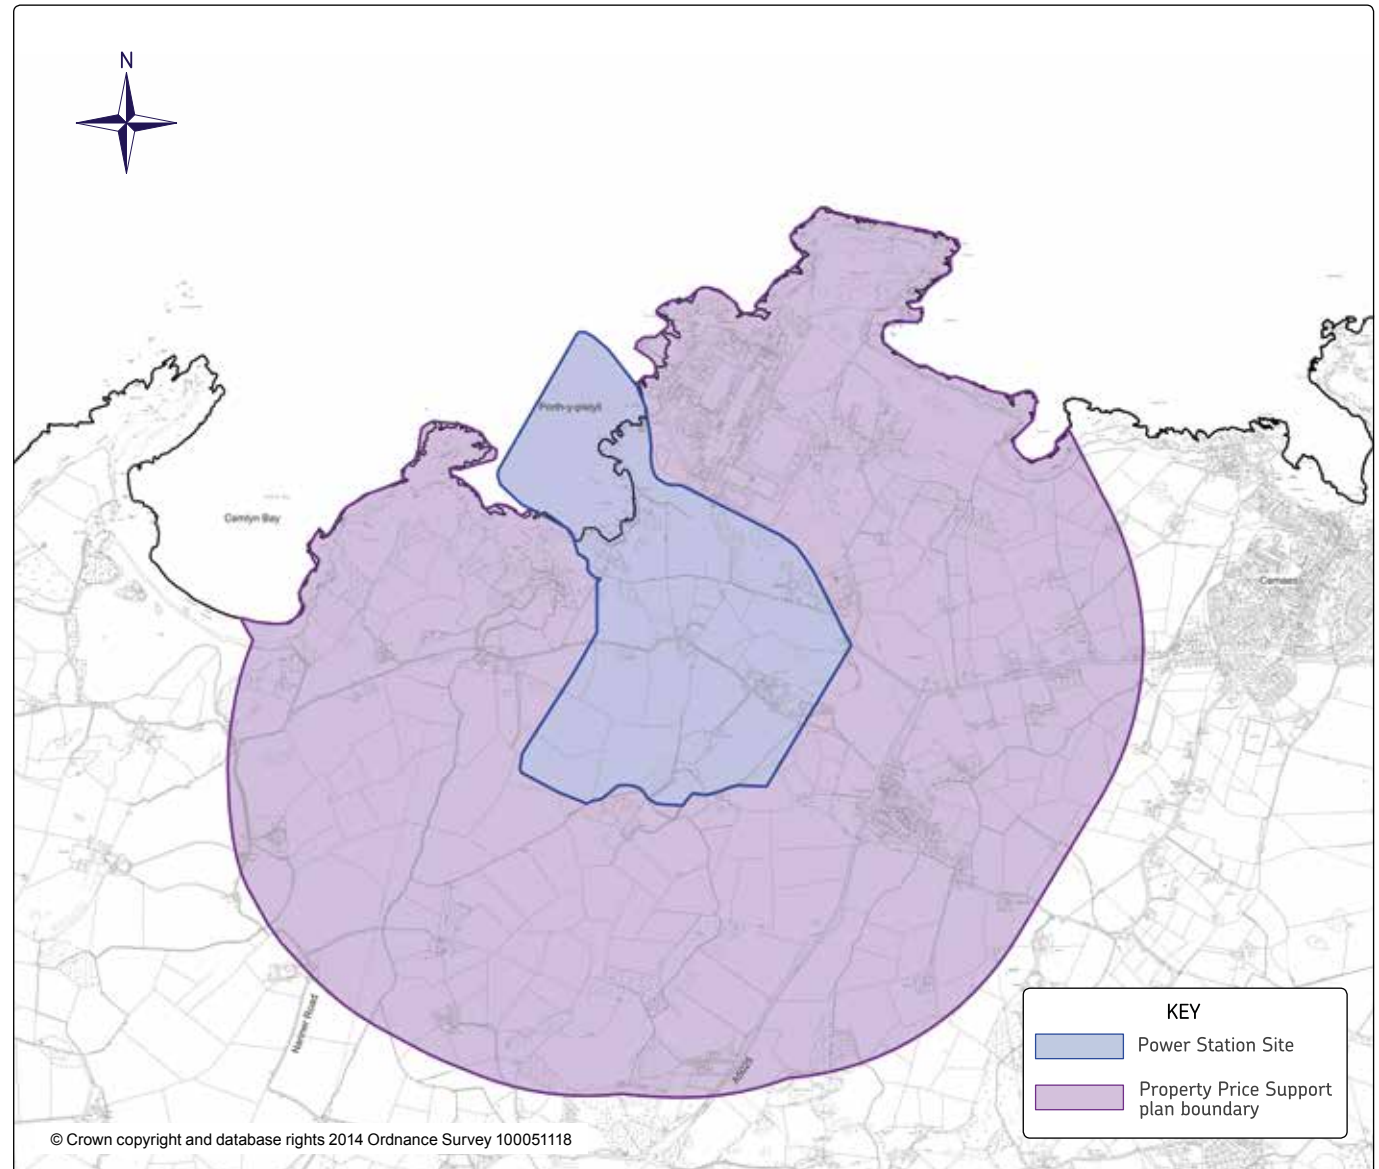 N
Porth-y-pistyll
Cemlyn Bay
Cemaes
Nanner Road
A5025
KEY
Power Station Site
Property Price Support
plan boundary
© Crown copyright and database rights 2014 Ordnance Survey 100051118